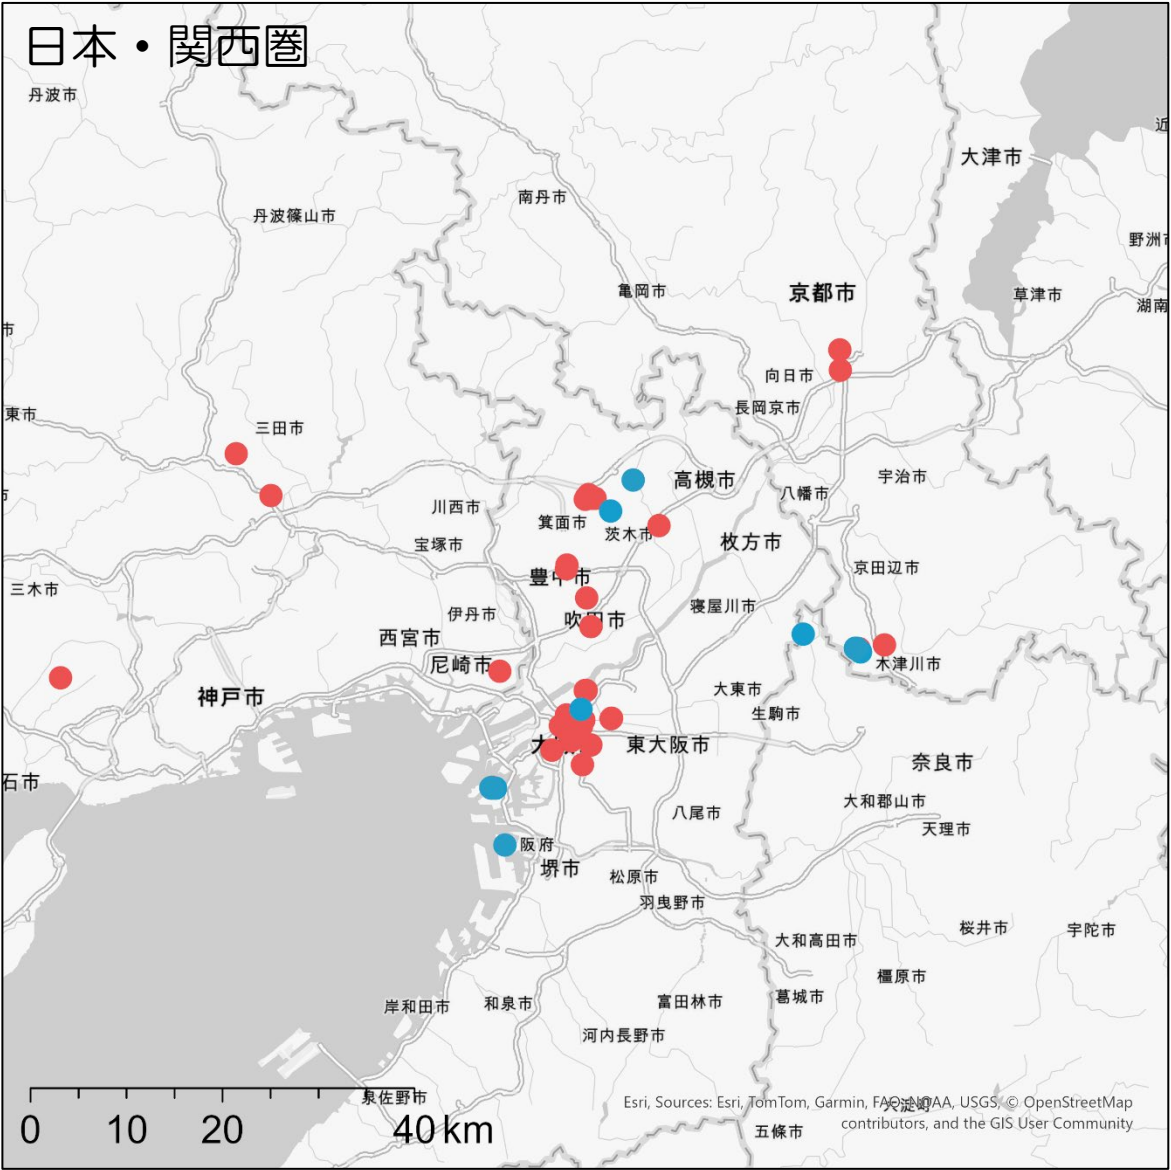 日本・関西圏
丹波市
近
大津市
南丹市
丹波篠山市
野洲市
亀岡市
京都市
草津市
湖南
市
向日市
長岡京市
東市
三田市
高槻市
宇治市
八幡市
市
川西市
箕面市
茨木市
枚方市
宝塚市
京田辺市
豊中市
三木市
寝屋川市
伊丹市
吹田市
西宮市
尼崎市
木津川市
神戸市
大東市
生駒市
大
東大阪市
奈良市
石市
大和郡山市
八尾市
天理市
阪府
堺市
松原市
羽曳野市
桜井市
宇陀市
大和高田市
橿原市
葛城市
岸和田市
和泉市
富田林市
河内長野市
泉佐野市
大淀町
五條市
0 10 20 40 km
Esri, Sources: Esri, TomTom, Garmin, FAO, NOAA, USGS, © OpenStreetMap
contributors, and the GIS User Community